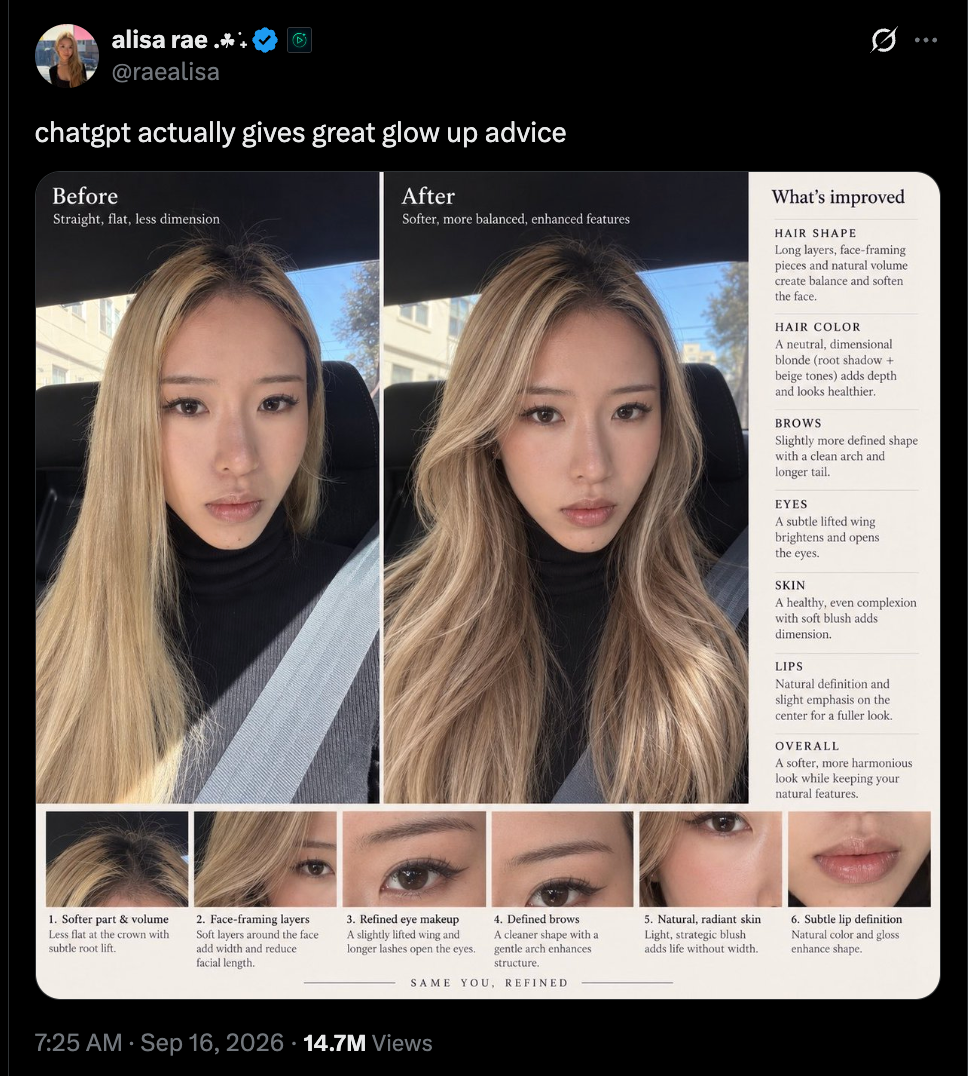 alisa rae .☘︎ ݁˖
@raealisa
chatgpt actually gives great glow up advice
Before
Straight, flat, less dimension
After
Softer, more balanced, enhanced features
What's improved
HAIR SHAPE
Long layers, face-framing
pieces and natural volume
create balance and soften
the face.
HAIR COLOR
A neutral, dimensional
blonde (root shadow +
beige tones) adds depth
and looks healthier.
BROWS
Slightly more defined shape
with a clean arch and
longer tail.
EYES
A subtle lifted wing
brightens and opens
the eyes.
SKIN
A healthy, even complexion
with soft blush adds
dimension.
LIPS
Natural definition and
slight emphasis on the
center for a fuller look.
OVERALL
A softer, more harmonious
look while keeping your
natural features.
1. Softer part & volume
Less flat at the crown with
subtle root lift.
2. Face-framing layers
Soft layers around the face
add width and reduce
facial length.
3. Refined eye makeup
A slightly lifted wing and
longer lashes open the eyes.
4. Defined brows
A cleaner shape with a
gentle arch enhances
structure.
5. Natural, radiant skin
Light, strategic blush
adds life without width.
6. Subtle lip definition
Natural color and gloss
enhance shape.
SAME YOU, REFINED
7:25 AM · Sep 16, 2026 · 14.7M Views